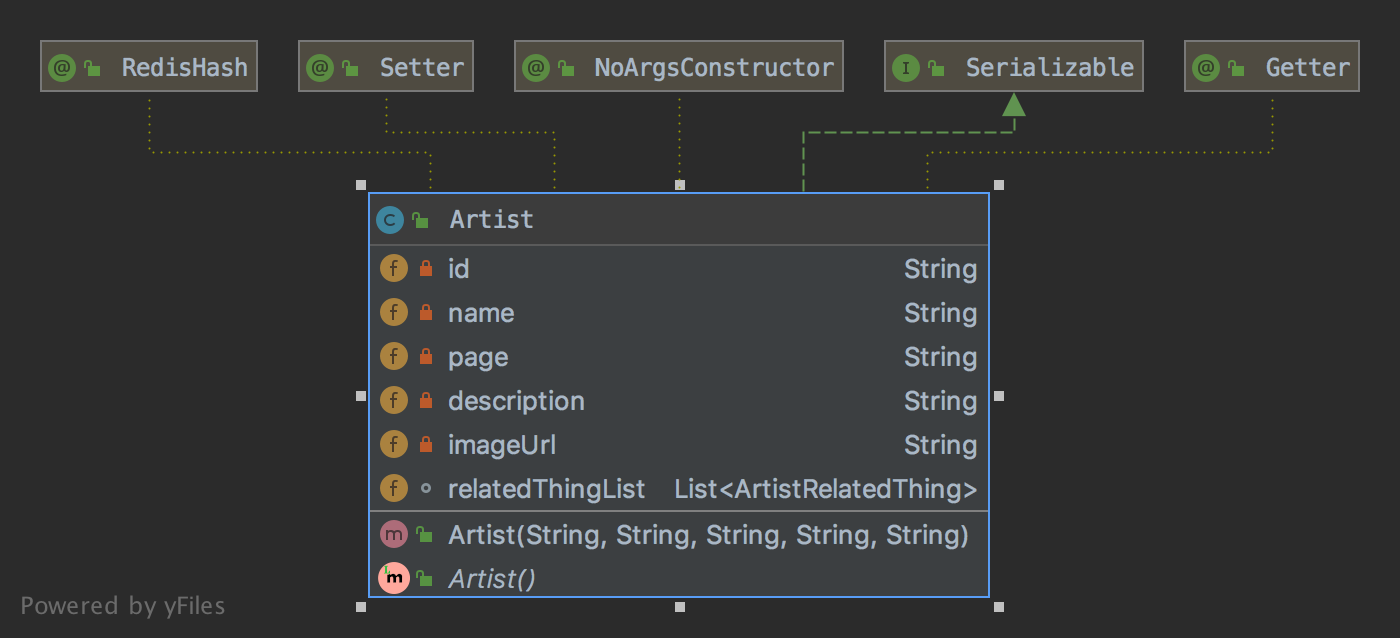 RedisHash Setter NoArgsConstructor Serializable Getter
Artist
id String
name String
page String
description String
imageUrl String
relatedThingList List<ArtistRelatedThing>
Artist(String, String, String, String, String)
Artist()
Powered by yFiles